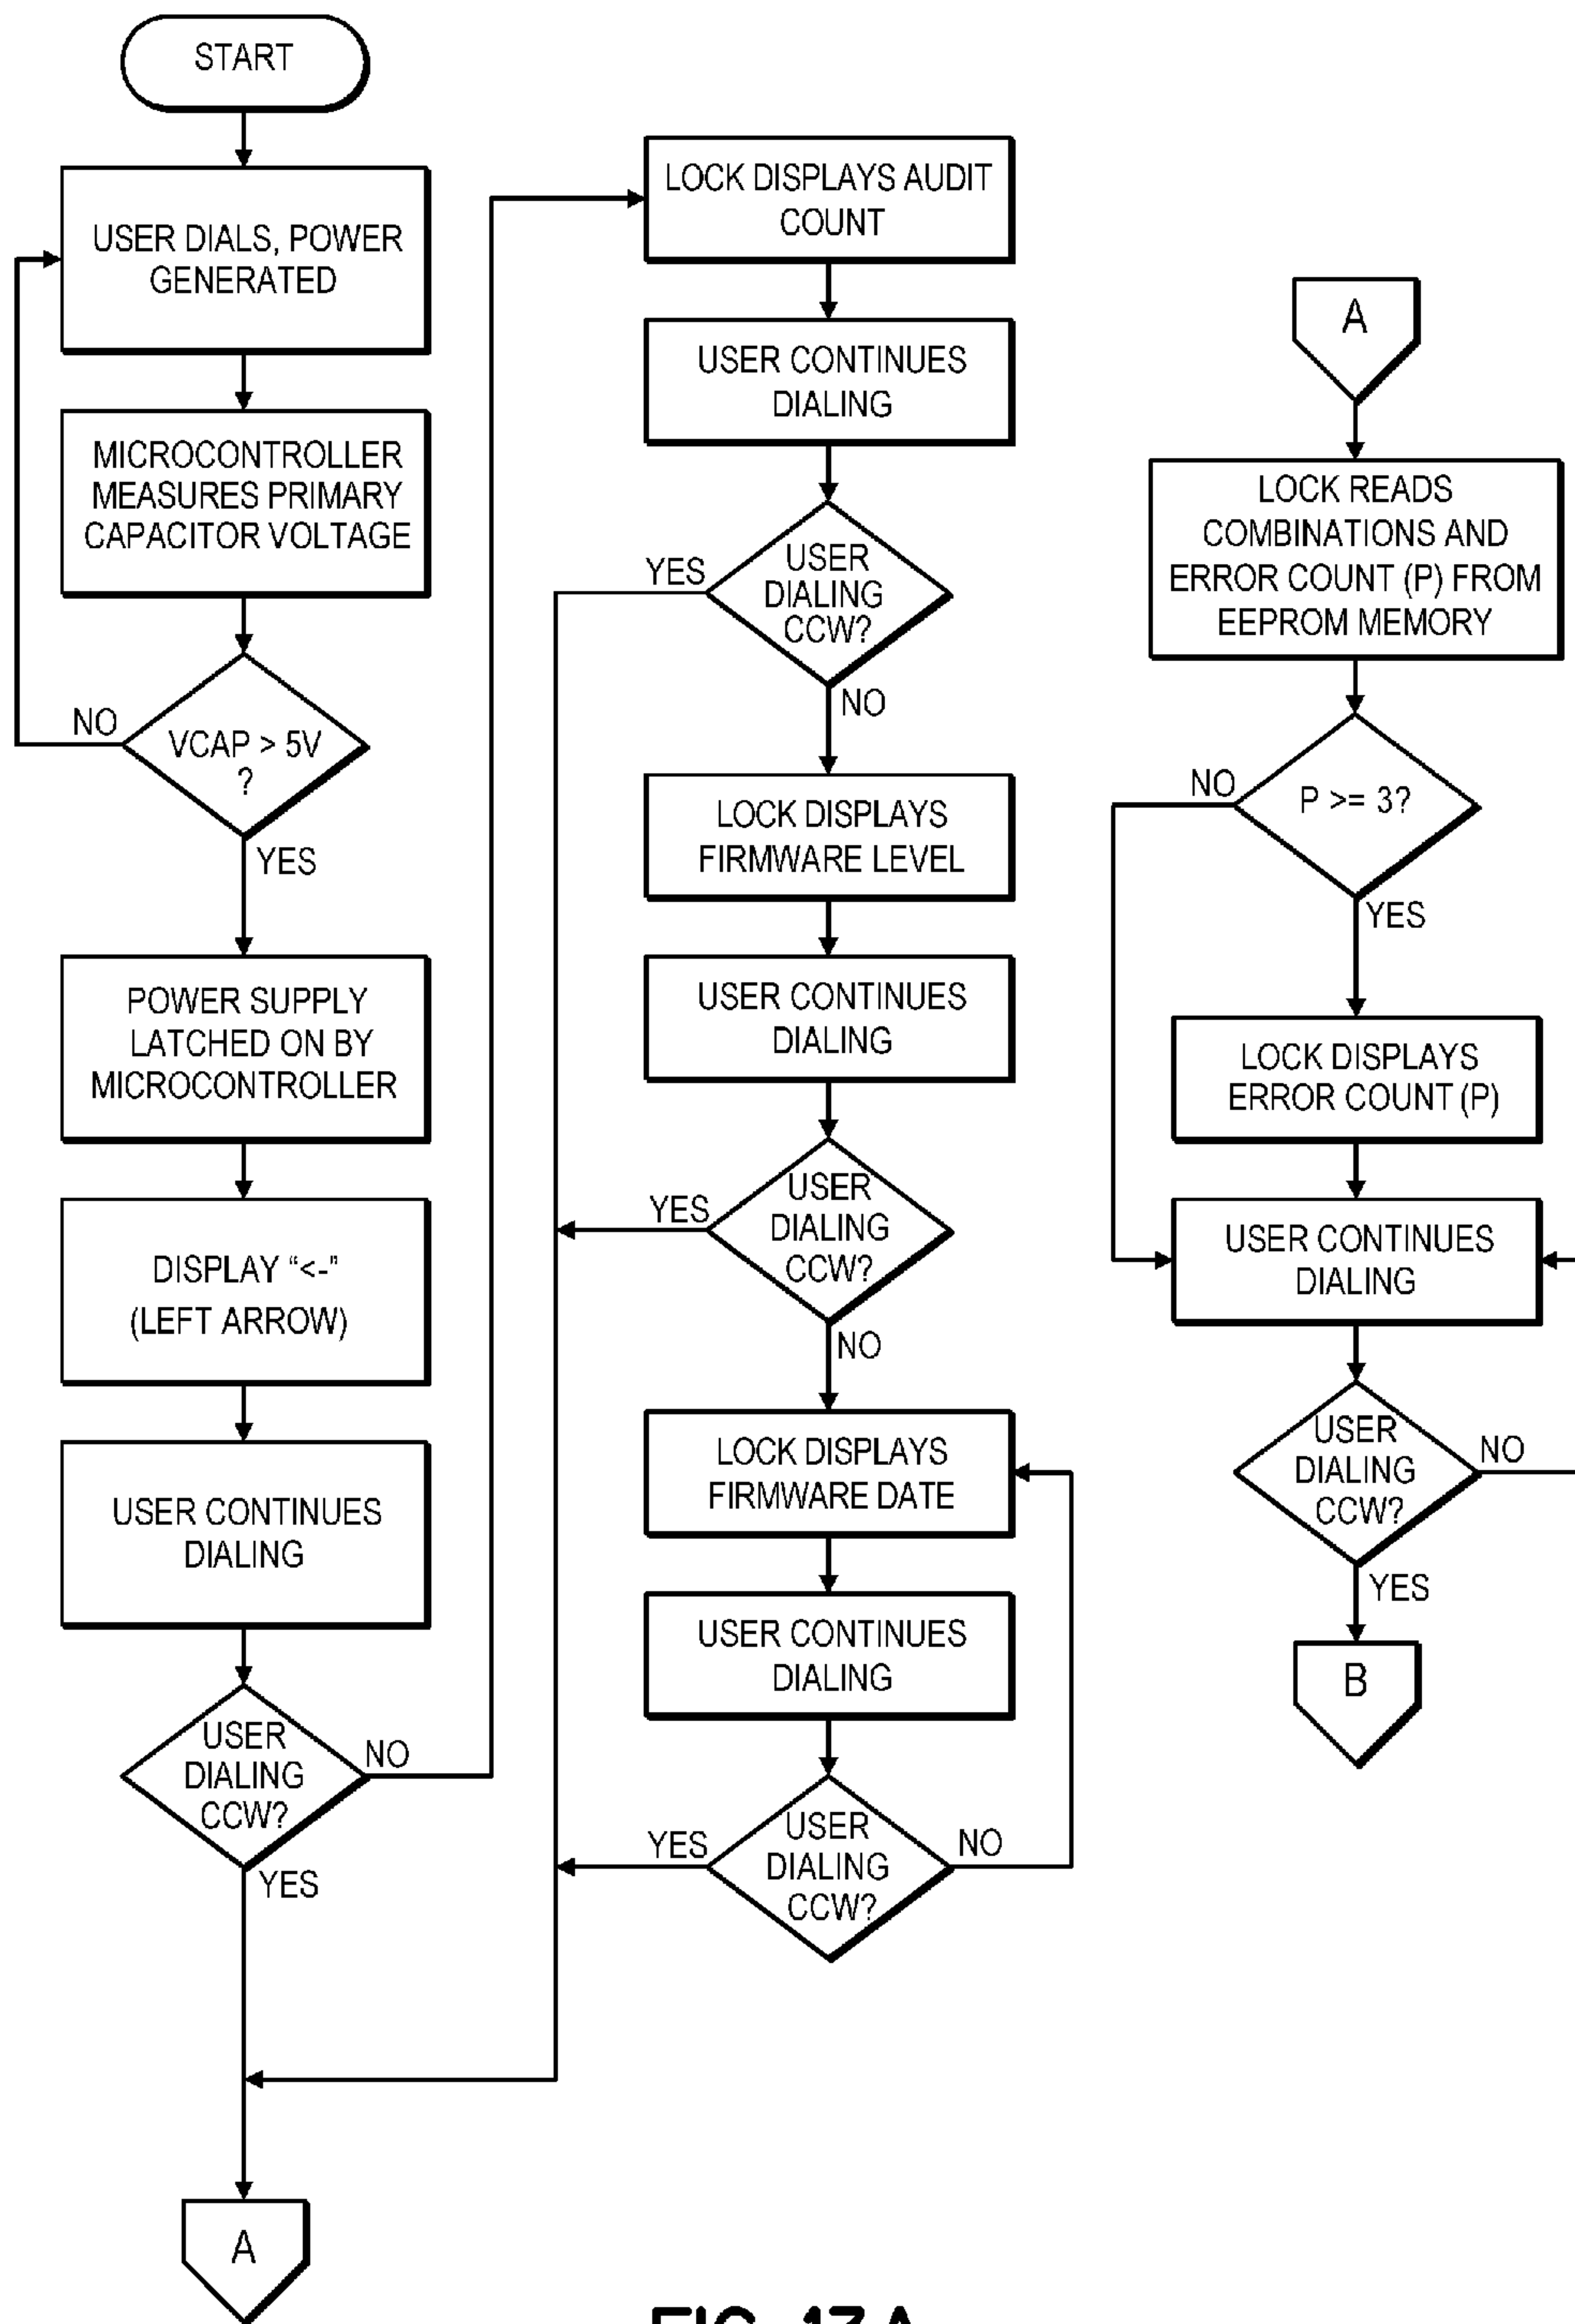 START
USER DIALS, POWER
GENERATED
MICROCONTROLLER
MEASURES PRIMARY
CAPACITOR VOLTAGE
NO
VCAP > 5V
?
YES
POWER SUPPLY
LATCHED ON BY
MICROCONTROLLER
DISPLAY “<-”
(LEFT ARROW)
USER CONTINUES
DIALING
USER
DIALING
CCW?
NO
YES
A
LOCK DISPLAYS AUDIT
COUNT
USER CONTINUES
DIALING
YES
USER
DIALING
CCW?
NO
LOCK DISPLAYS
FIRMWARE LEVEL
USER CONTINUES
DIALING
YES
USER
DIALING
CCW?
NO
LOCK DISPLAYS
FIRMWARE DATE
USER CONTINUES
DIALING
YES
USER
DIALING
CCW?
NO
A
LOCK READS
COMBINATIONS AND
ERROR COUNT (P) FROM
EEPROM MEMORY
NO
P >= 3?
YES
LOCK DISPLAYS
ERROR COUNT (P)
USER CONTINUES
DIALING
USER
DIALING
CCW?
NO
YES
B
FIG. 13A